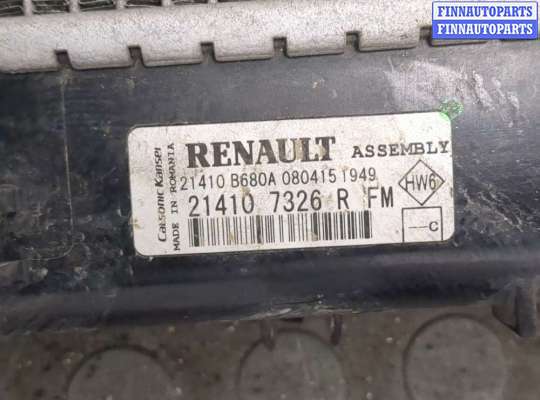 FINNAUTOPARTS
FINNAUTOPARTS
RENAULT ASSEMBLY
21410 B680A 080415 1949
21410 7326 R FM
HW6
--C
Calsonic Kansei
MADE IN ROMANIA